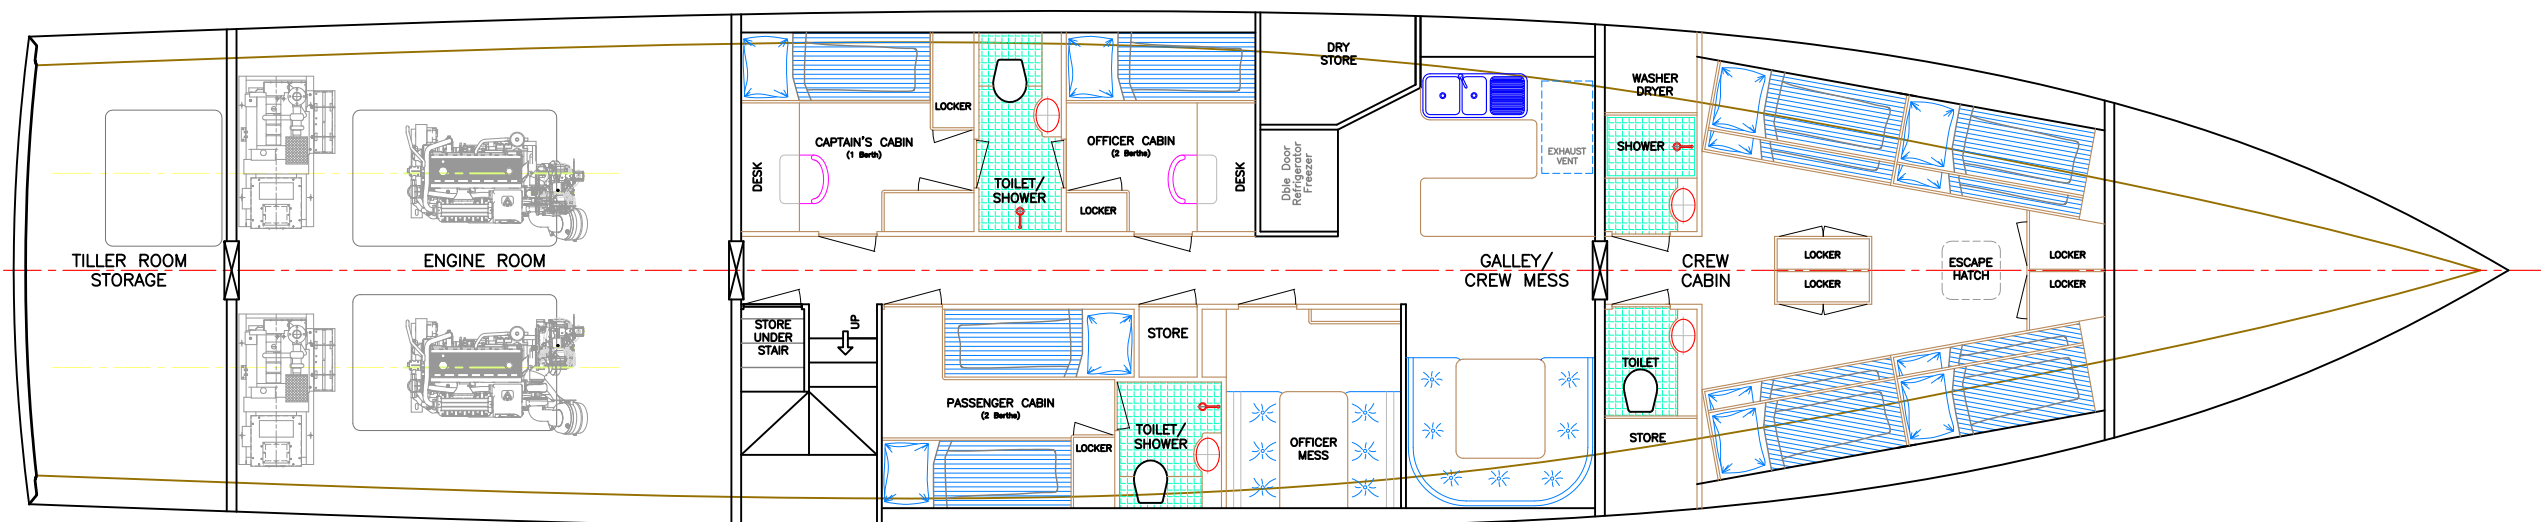 TILLER ROOM
STORAGE
ENGINE ROOM
DESK
CAPTAIN'S CABIN
(1 Berth)
LOCKER
TOILET/
SHOWER
OFFICER CABIN
(2 Berths)
LOCKER
DESK
DRY
STORE
Dble Door
Refrigerator
Freezer
EXHAUST
VENT
GALLEY/
CREW MESS
WASHER
DRYER
SHOWER
CREW
CABIN
LOCKER
LOCKER
ESCAPE
HATCH
LOCKER
LOCKER
STORE
UNDER
STAIR
UP
PASSENGER CABIN
(2 Berths)
STORE
LOCKER
TOILET/
SHOWER
OFFICER
MESS
TOILET
STORE